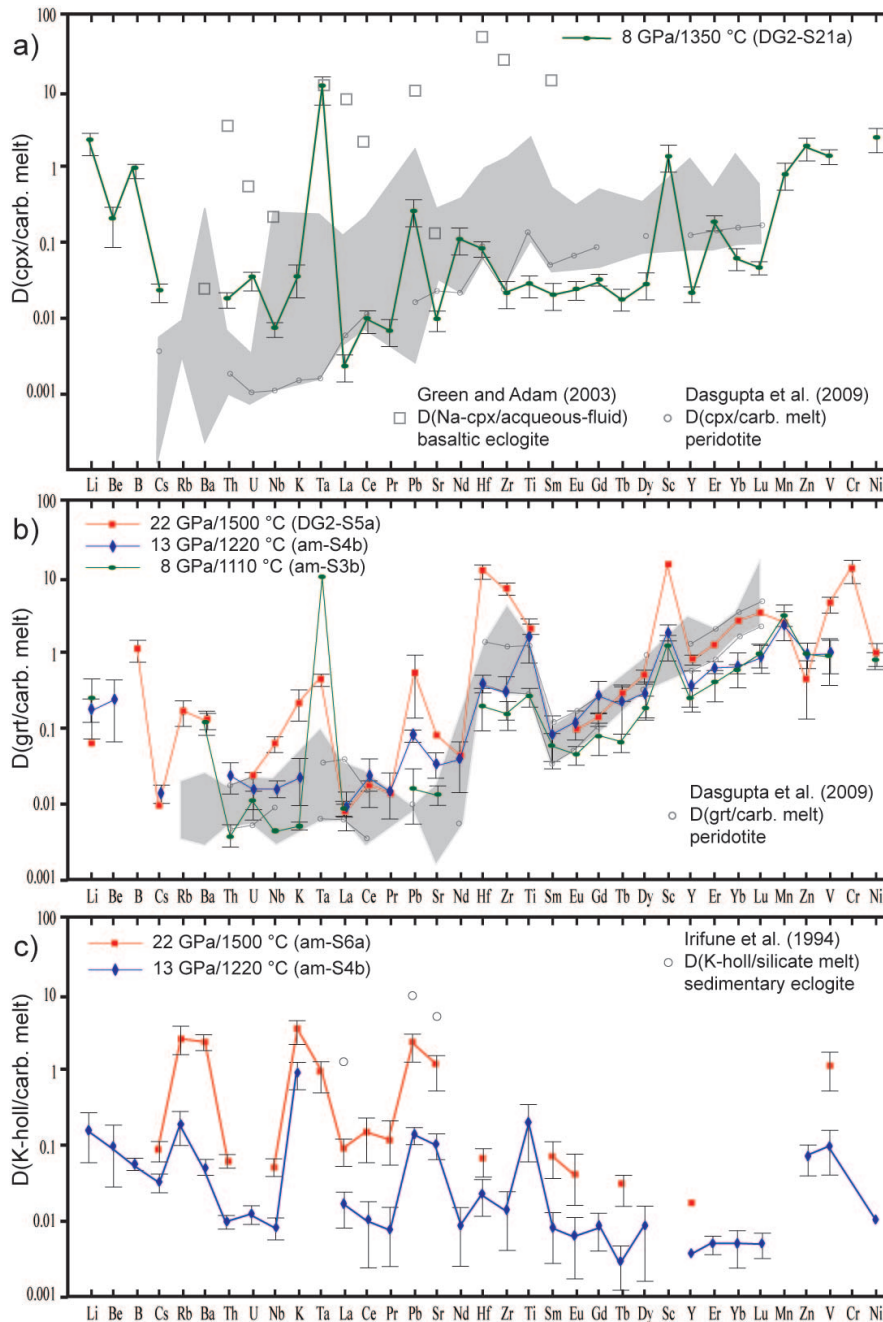 a)
8 GPa/1350 °C (DG2-S21a)
100
10
1
0.1
0.01
0.001
D(cpx/carb. melt)
Green and Adam (2003)
D(Na-cpx/acqueous-fluid)
basaltic eclogite
Dasgupta et al. (2009)
D(cpx/carb. melt)
peridotite
Li Be B Cs Rb Ba Th U Nb K Ta La Ce Pr Pb Sr Nd Hf Zr Ti Sm Eu Gd Tb Dy Sc Y Er Yb Lu Mn Zn V Cr Ni
b)
22 GPa/1500 °C (DG2-S5a)
13 GPa/1220 °C (am-S4b)
8 GPa/1110 °C (am-S3b)
100
10
1
0.1
0.01
0.001
D(grt/carb. melt)
Dasgupta et al. (2009)
D(grt/carb. melt)
peridotite
Li Be B Cs Rb Ba Th U Nb K Ta La Ce Pr Pb Sr Nd Hf Zr Ti Sm Eu Gd Tb Dy Sc Y Er Yb Lu Mn Zn V Cr Ni
c)
22 GPa/1500 °C (am-S6a)
13 GPa/1220 °C (am-S4b)
Irifune et al. (1994)
D(K-holl/silicate melt)
sedimentary eclogite
100
10
1
0.1
0.01
0.001
D(K-holl/carb. melt)
Li Be B Cs Rb Ba Th U Nb K Ta La Ce Pr Pb Sr Nd Hf Zr Ti Sm Eu Gd Tb Dy Sc Y Er Yb Lu Mn Zn V Cr Ni